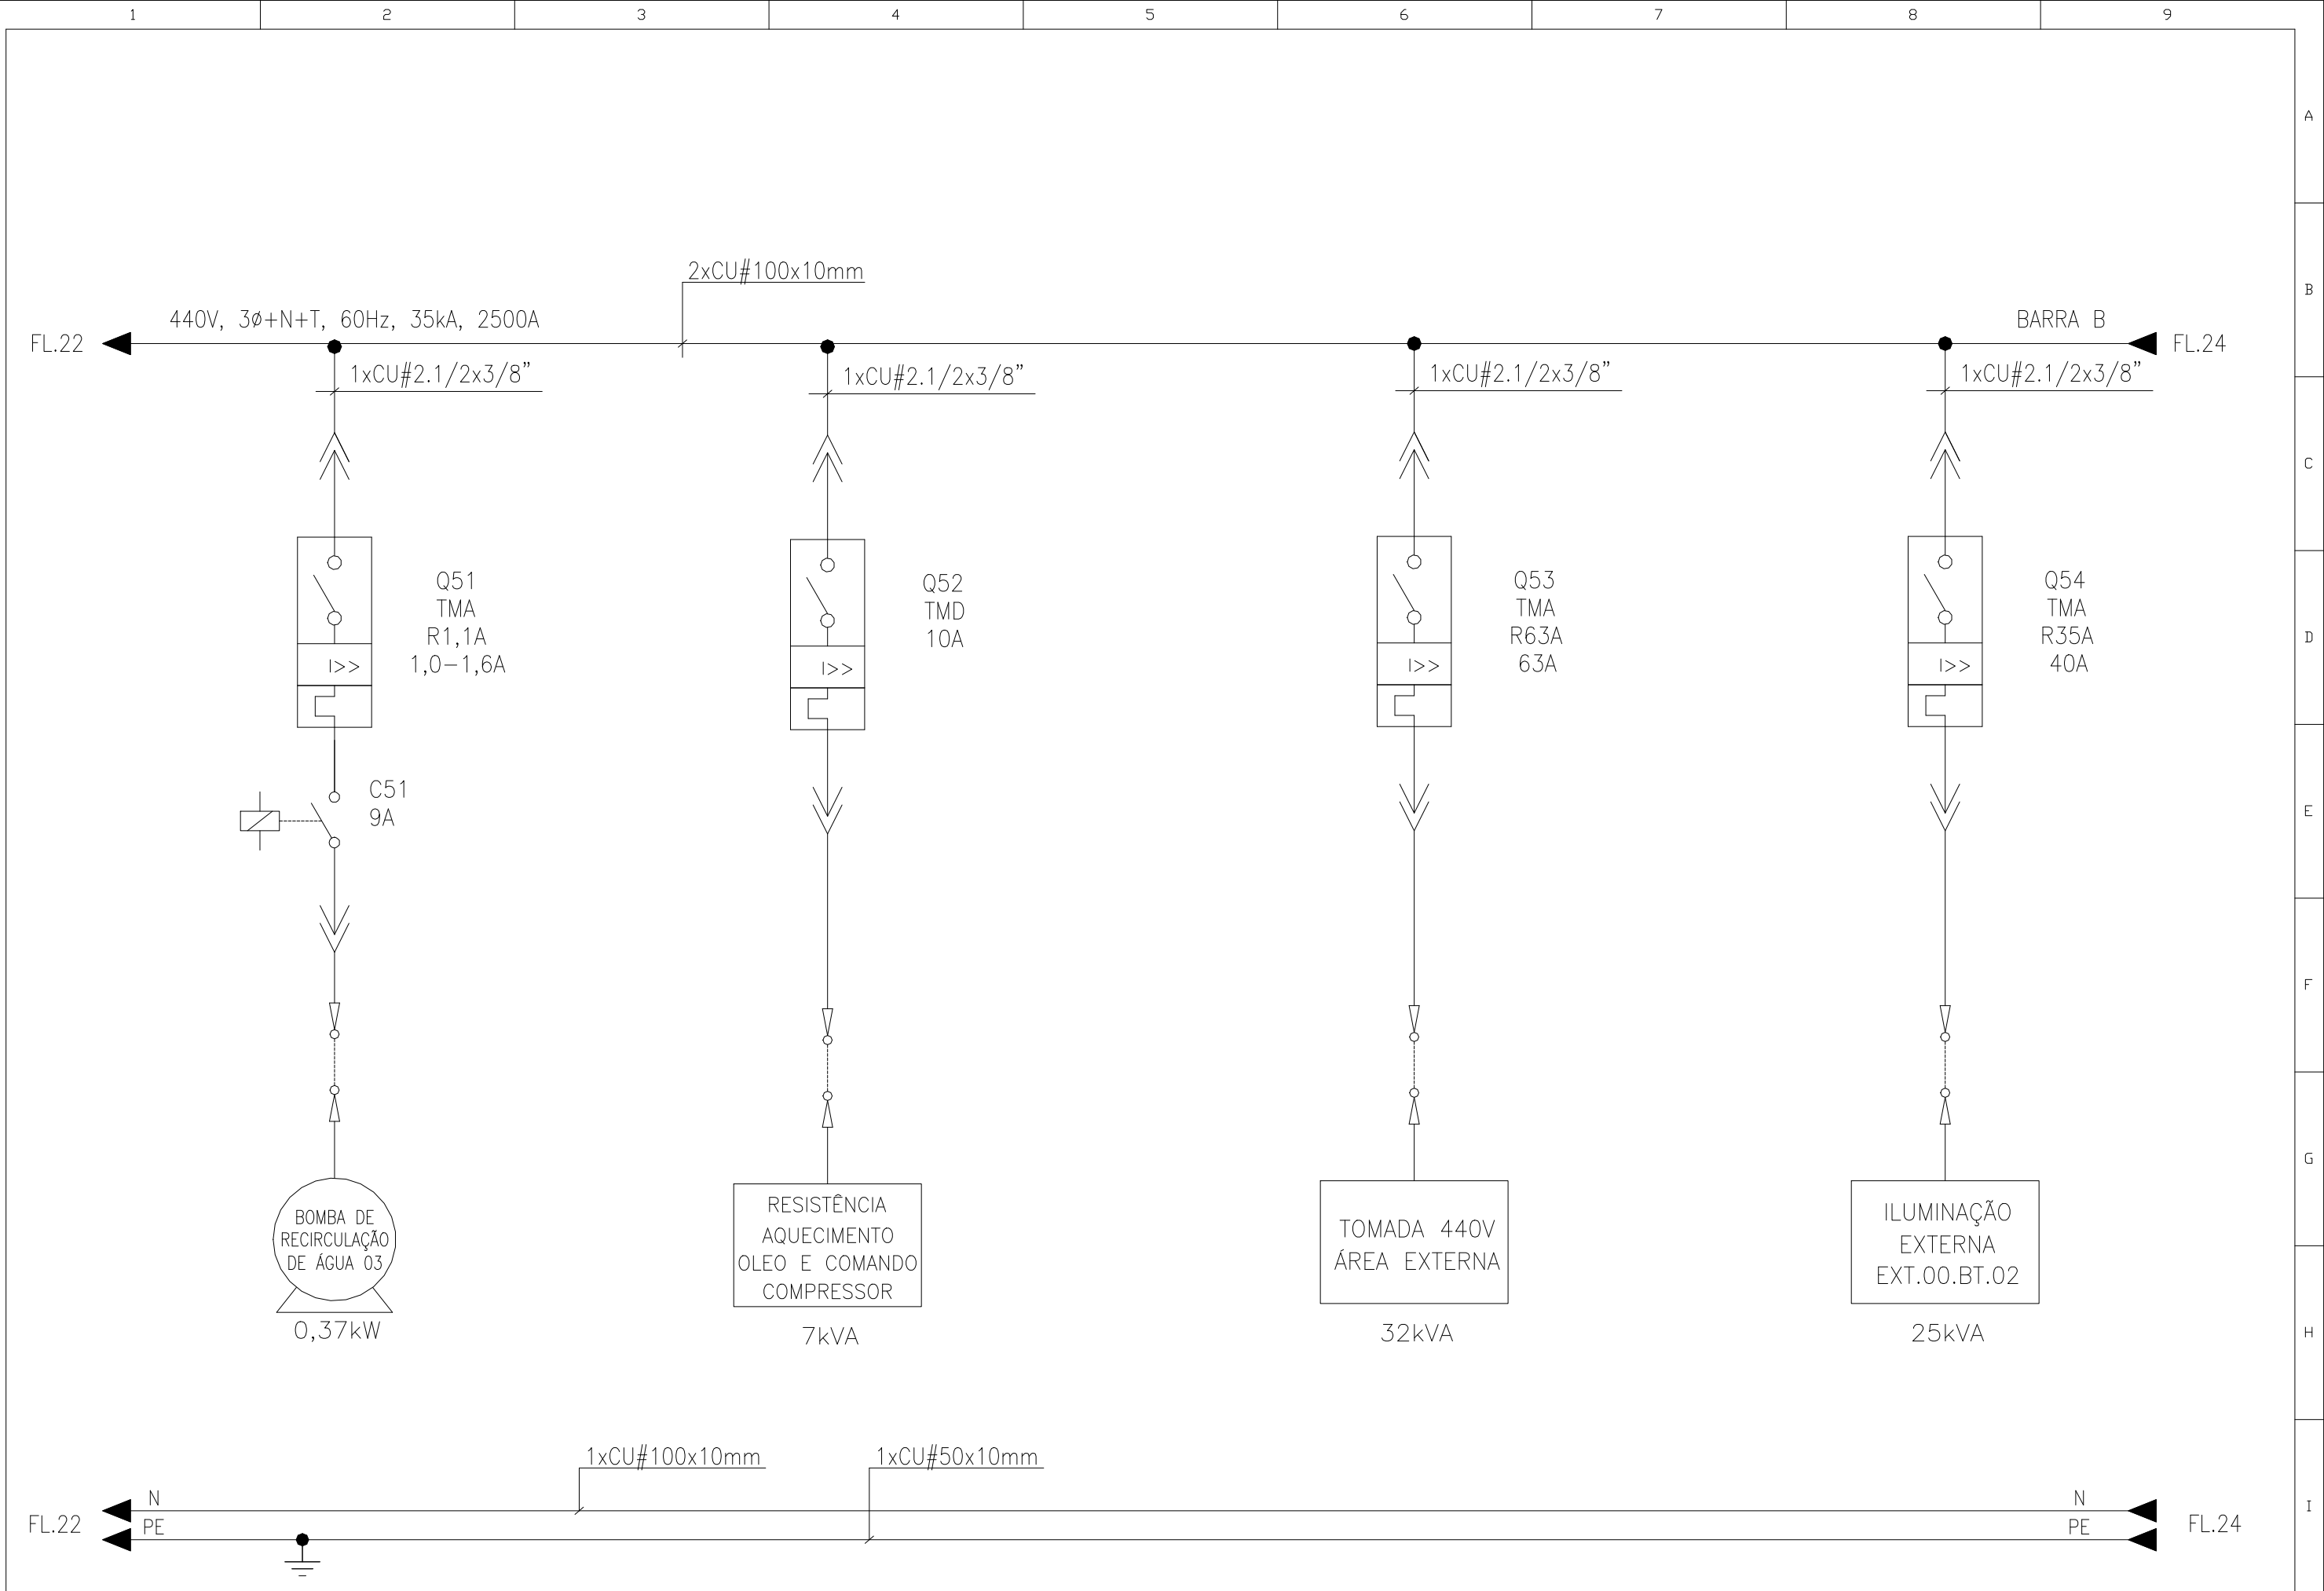 1 2 3 4 5 6 7 8 9
A
B
C
D
E
F
G
H
I
2xCU#100x10mm
440V, 3ø+N+T, 60Hz, 35kA, 2500A
BARRA B
FL.22
FL.24
1xCU#2.1/2x3/8”
1xCU#2.1/2x3/8”
1xCU#2.1/2x3/8”
1xCU#2.1/2x3/8”
Q51
TMA
R1,1A
1,0-1,6A
I>>
Q52
TMD
10A
I>>
Q53
TMA
R63A
63A
I>>
Q54
TMA
R35A
40A
I>>
C51
9A
BOMBA DE
RECIRCULAÇÃO
DE ÁGUA 03
0,37kW
RESISTÊNCIA
AQUECIMENTO
OLEO E COMANDO
COMPRESSOR
7kVA
TOMADA 440V
ÁREA EXTERNA
32kVA
ILUMINAÇÃO
EXTERNA
EXT.00.BT.02
25kVA
1xCU#100x10mm
1xCU#50x10mm
N
N
FL.22
FL.24
PE
PE